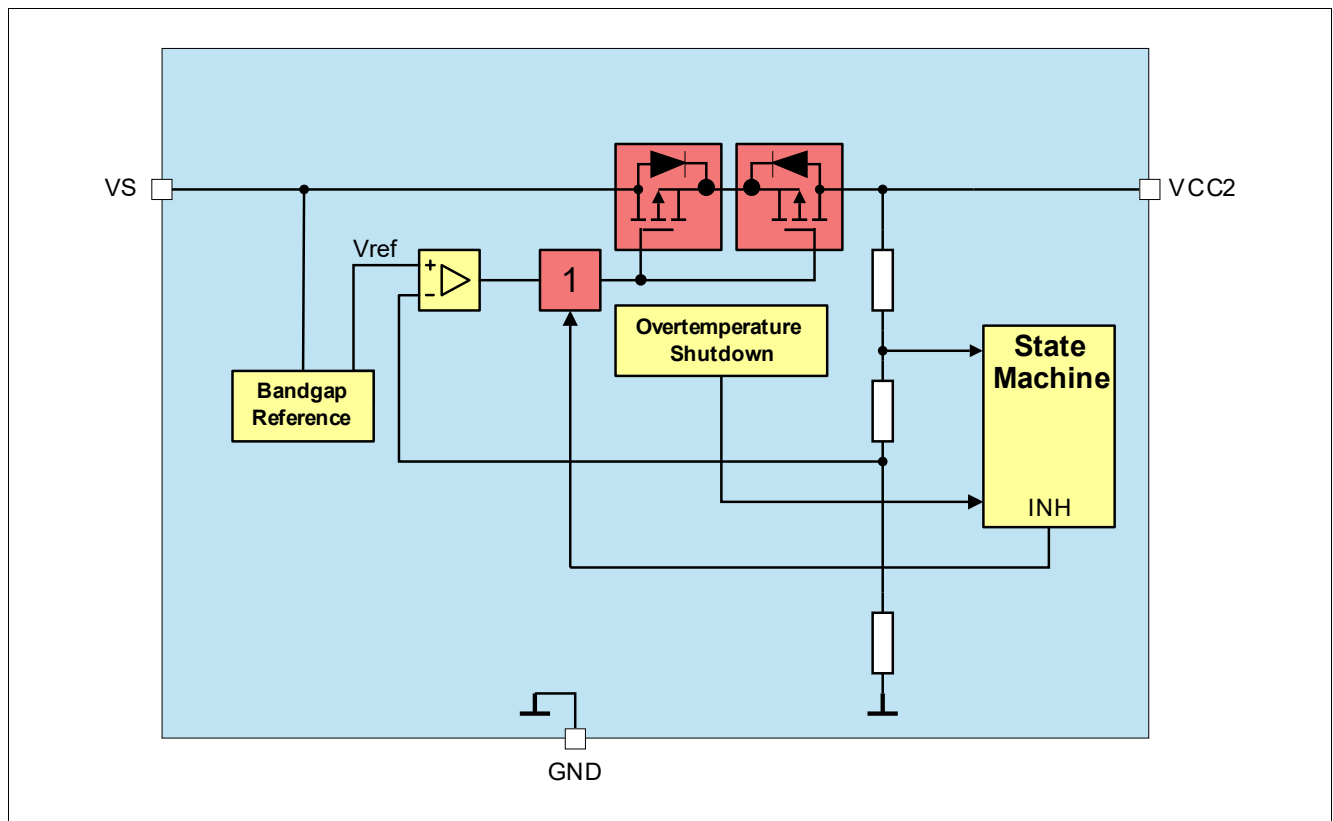 VS
VCC2
Vref
+
-
1
Overtemperature
Shutdown
State
Machine
Bandgap
Reference
INH
GND